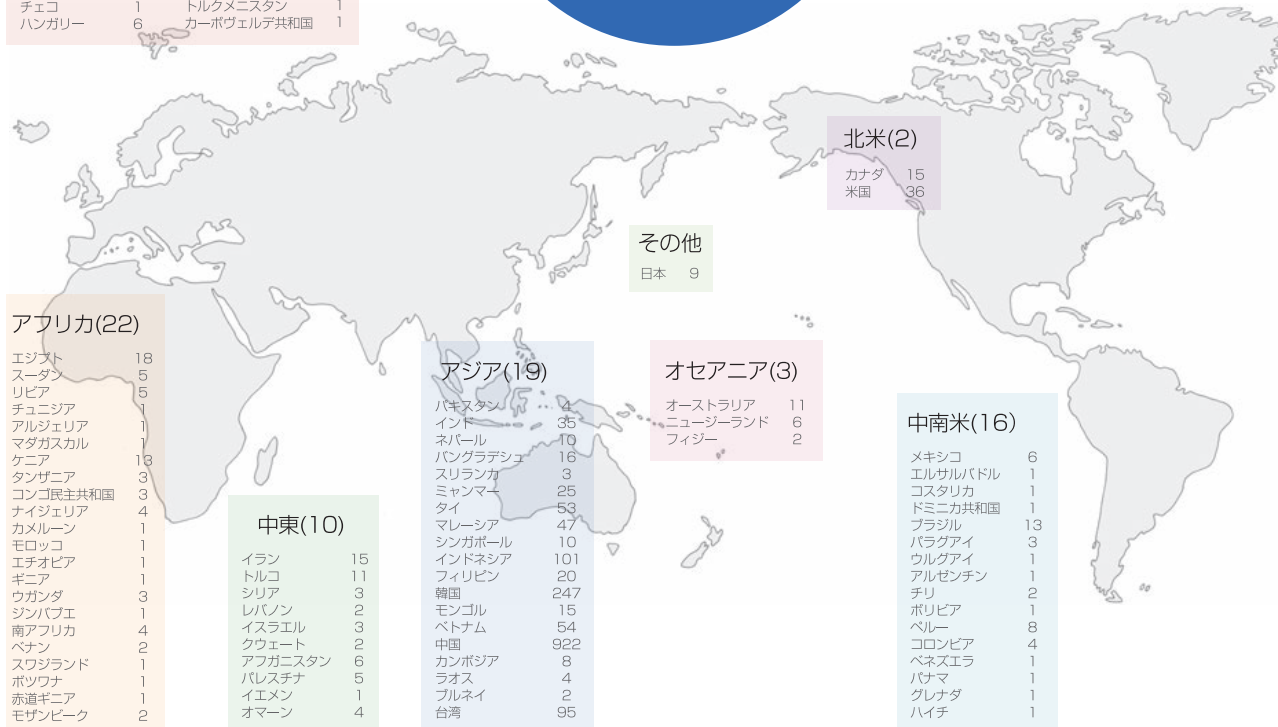 チェコ 1
ハンガリー 6
トルクメニスタン 1
カーボヴェルデ共和国 1
北米(2)
カナダ 15
米国 36
その他
日本 9
アフリカ(22)
エジプト 18
スーダン 5
リビア 5
チュニジア 1
アルジェリア 1
マダガスカル 1
ケニア 13
タンザニア 3
コンゴ民主共和国 3
ナイジェリア 4
カメルーン 1
モロッコ 1
エチオピア 1
ギニア 1
ウガンダ 3
ジンバブエ 1
南アフリカ 4
ベナン 2
スワジランド 1
ボツワナ 1
赤道ギニア 1
モザンビーク 2
中東(10)
イラン 15
トルコ 11
シリア 3
レバノン 2
イスラエル 3
クウェート 2
アフガニスタン 6
パレスチナ 5
イエメン 1
オマーン 4
アジア(19)
パキスタン 4
インド 35
ネパール 10
バングラデシュ 16
スリランカ 3
ミャンマー 25
タイ 53
マレーシア 47
シンガポール 10
インドネシア 101
フィリピン 20
韓国 247
モンゴル 15
ベトナム 54
中国 922
カンボジア 8
ラオス 4
ブルネイ 2
台湾 95
オセアニア(3)
オーストラリア 11
ニュージーランド 6
フィジー 2
中南米(16)
メキシコ 6
エルサルバドル 1
コスタリカ 1
ドミニカ共和国 1
ブラジル 13
パラグアイ 3
ウルグアイ 1
アルゼンチン 1
チリ 2
ボリビア 1
ペルー 8
コロンビア 4
ベネズエラ 1
パナマ 1
グレナダ 1
ハイチ 1